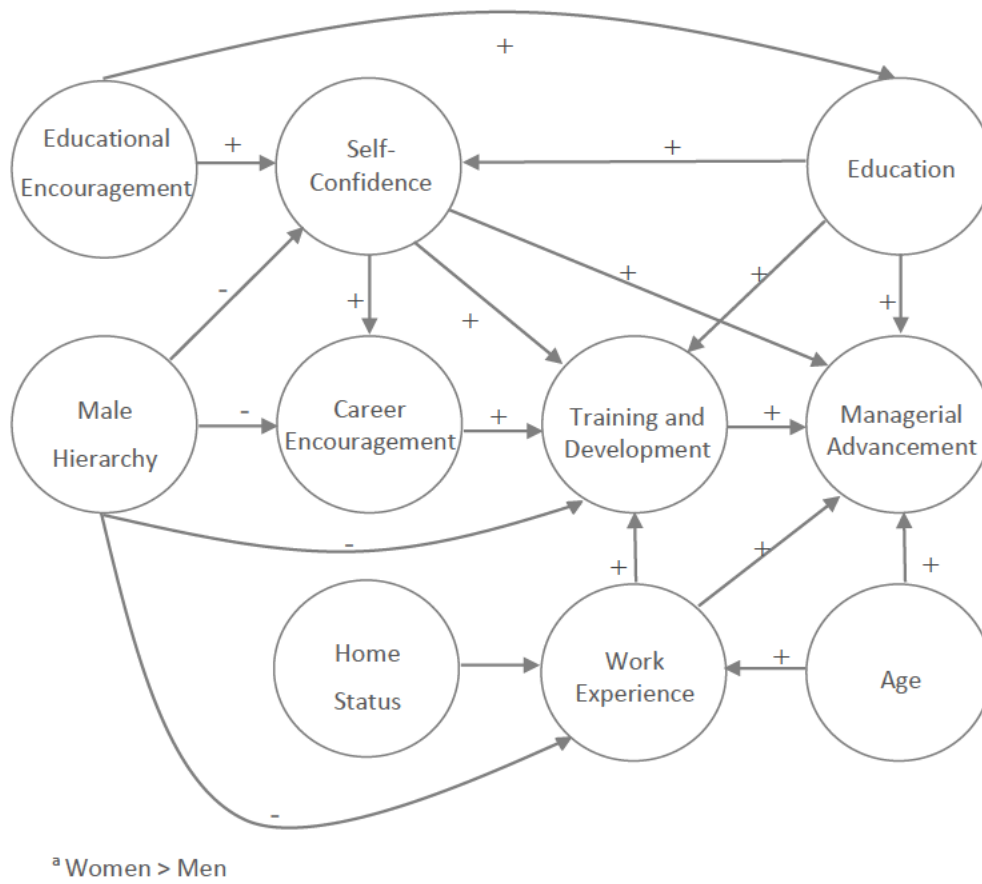 +
Educational
Encouragement
+
Self-
Confidence
+
Education
-
+
+
+
+
+
Male
Hierarchy
-
Career
Encouragement
+
Training and
Development
+
Managerial
Advancement
-
+
+
+
Home
Status
Work
Experience
+
Age
-
a Women > Men